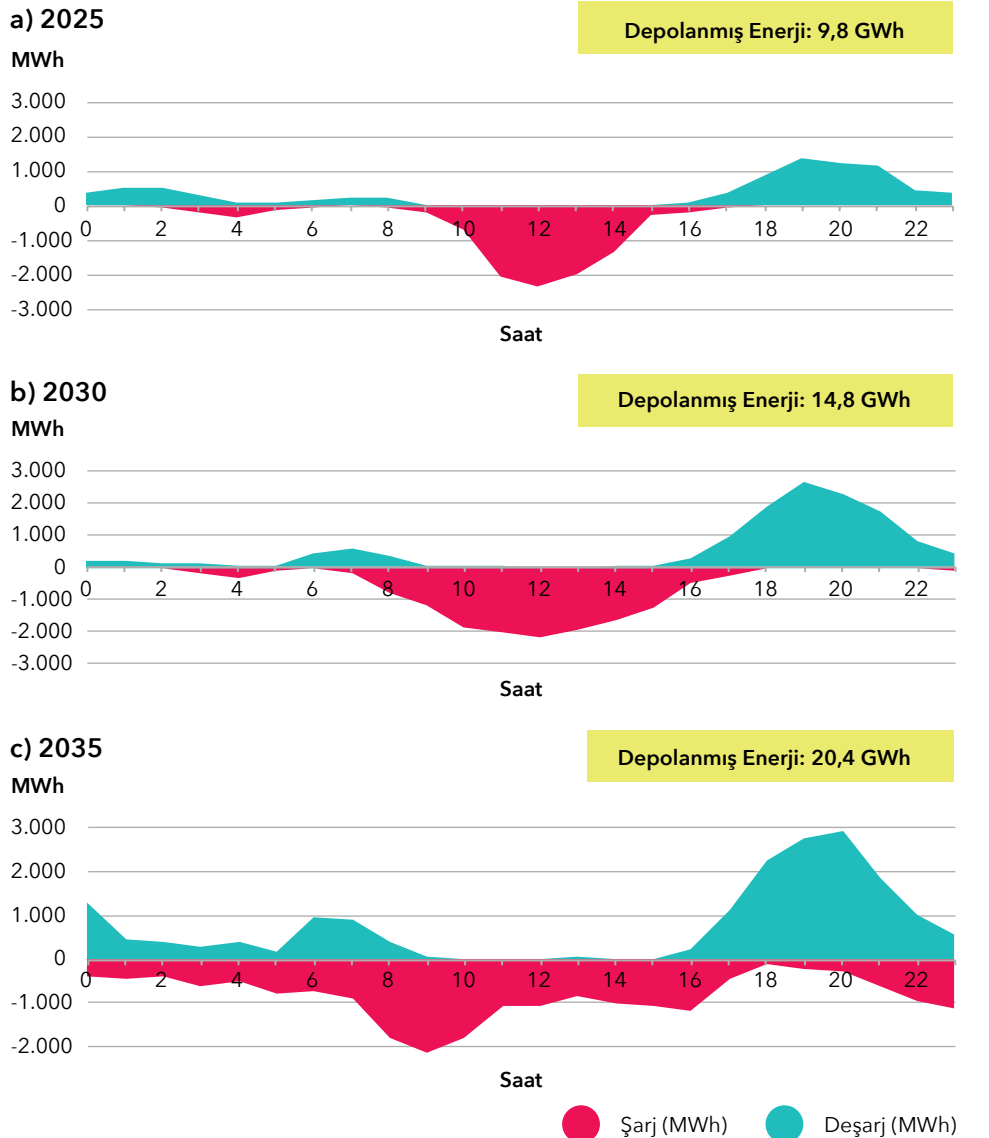 a) 2025
Depolanmış Enerji: 9,8 GWh
MWh
3.000
2.000
1.000
0
0 2 4 6 8 10 12 14 16 18 20 22
-1.000
-2.000
-3.000
Saat
b) 2030
Depolanmış Enerji: 14,8 GWh
MWh
3.000
2.000
1.000
0
0 2 4 6 8 10 12 14 16 18 20 22
-1.000
-2.000
-3.000
Saat
c) 2035
Depolanmış Enerji: 20,4 GWh
MWh
3.000
2.000
1.000
0
0 2 4 6 8 10 12 14 16 18 20 22
-1.000
-2.000
Saat
Şarj (MWh) Deşarj (MWh)